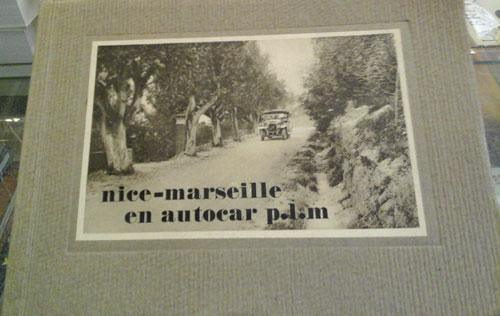 nice-marseille
en autocar p.l.m